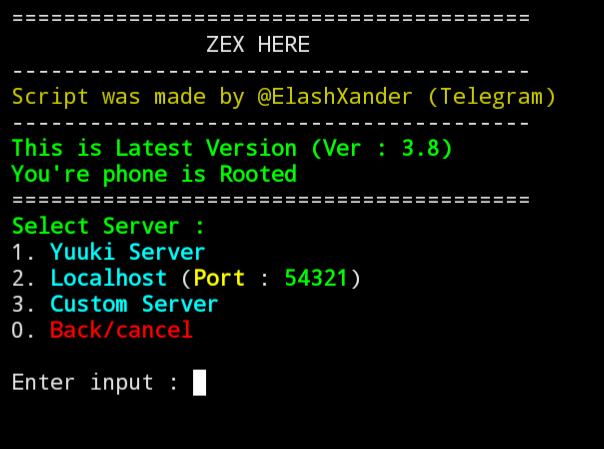 ========================================
ZEX HERE
----------------------------------------
Script was made by @ElashXander (Telegram)
----------------------------------------
This is Latest Version (Ver : 3.8)
You're phone is Rooted
========================================
Select Server :
1. Yuuki Server
2. Localhost (Port : 54321)
3. Custom Server
0. Back/cancel
Enter input :